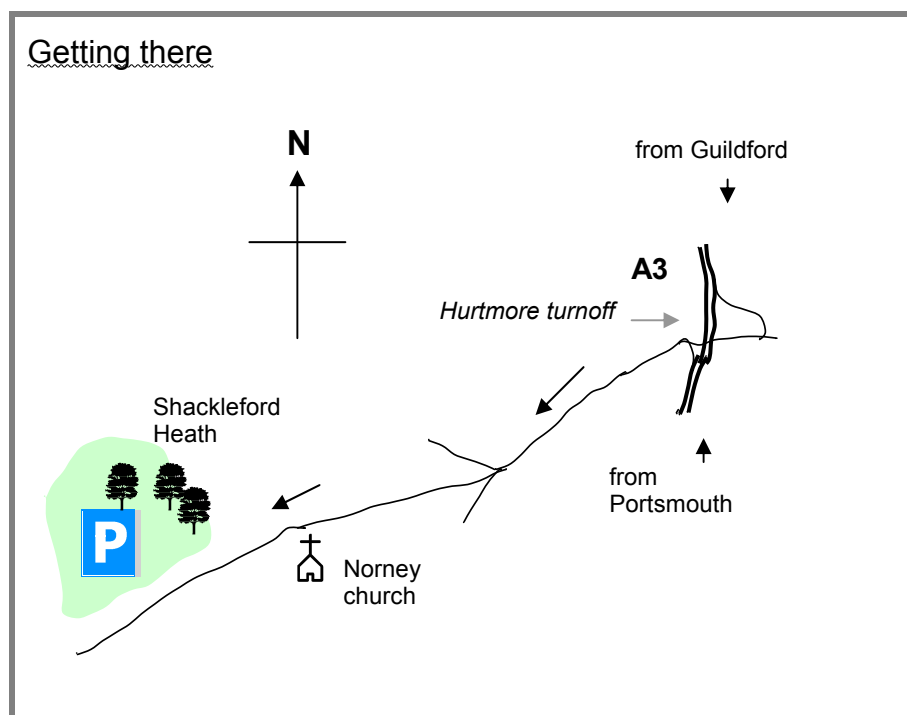 Getting there
N
from Guildford
A3
Hurtmore turnoff
Shackleford
Heath
from
Portsmouth
P
Norney
church